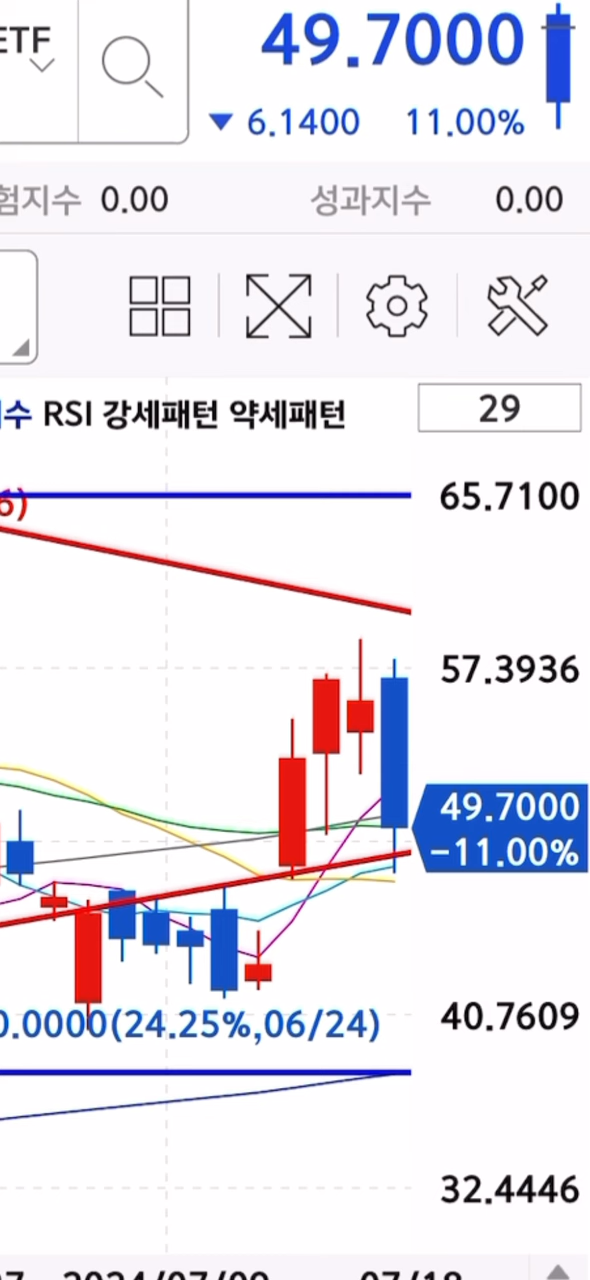 ETF
49.7000
▼ 6.1400 11.00%
험지수 0.00 성과지수 0.00
수 RSI 강세패턴 약세패턴 29
6)
65.7100
57.3936
49.7000
-11.00%
40.7609
0.0000(24.25%,06/24)
32.4446
2024/07/09 07/18